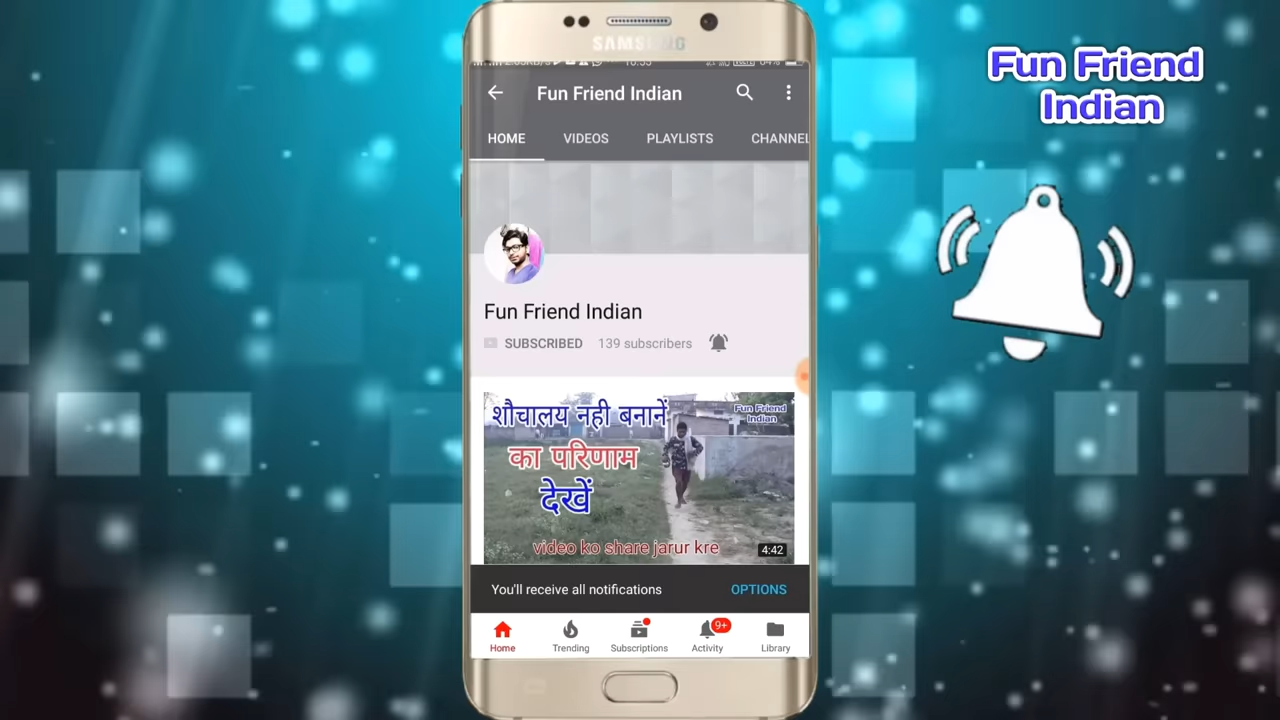 SAMSUNG
Fun Friend
Indian
Fun Friend Indian
HOME VIDEOS PLAYLISTS CHANNEL
Fun Friend Indian
SUBSCRIBED 139 subscribers
शौचालय नही बनानें
का परिणाम
देखें
Fun Friend
Indian
video ko share jarur kre
4:42
You'll receive all notifications OPTIONS
9+
Home Trending Subscriptions Activity Library